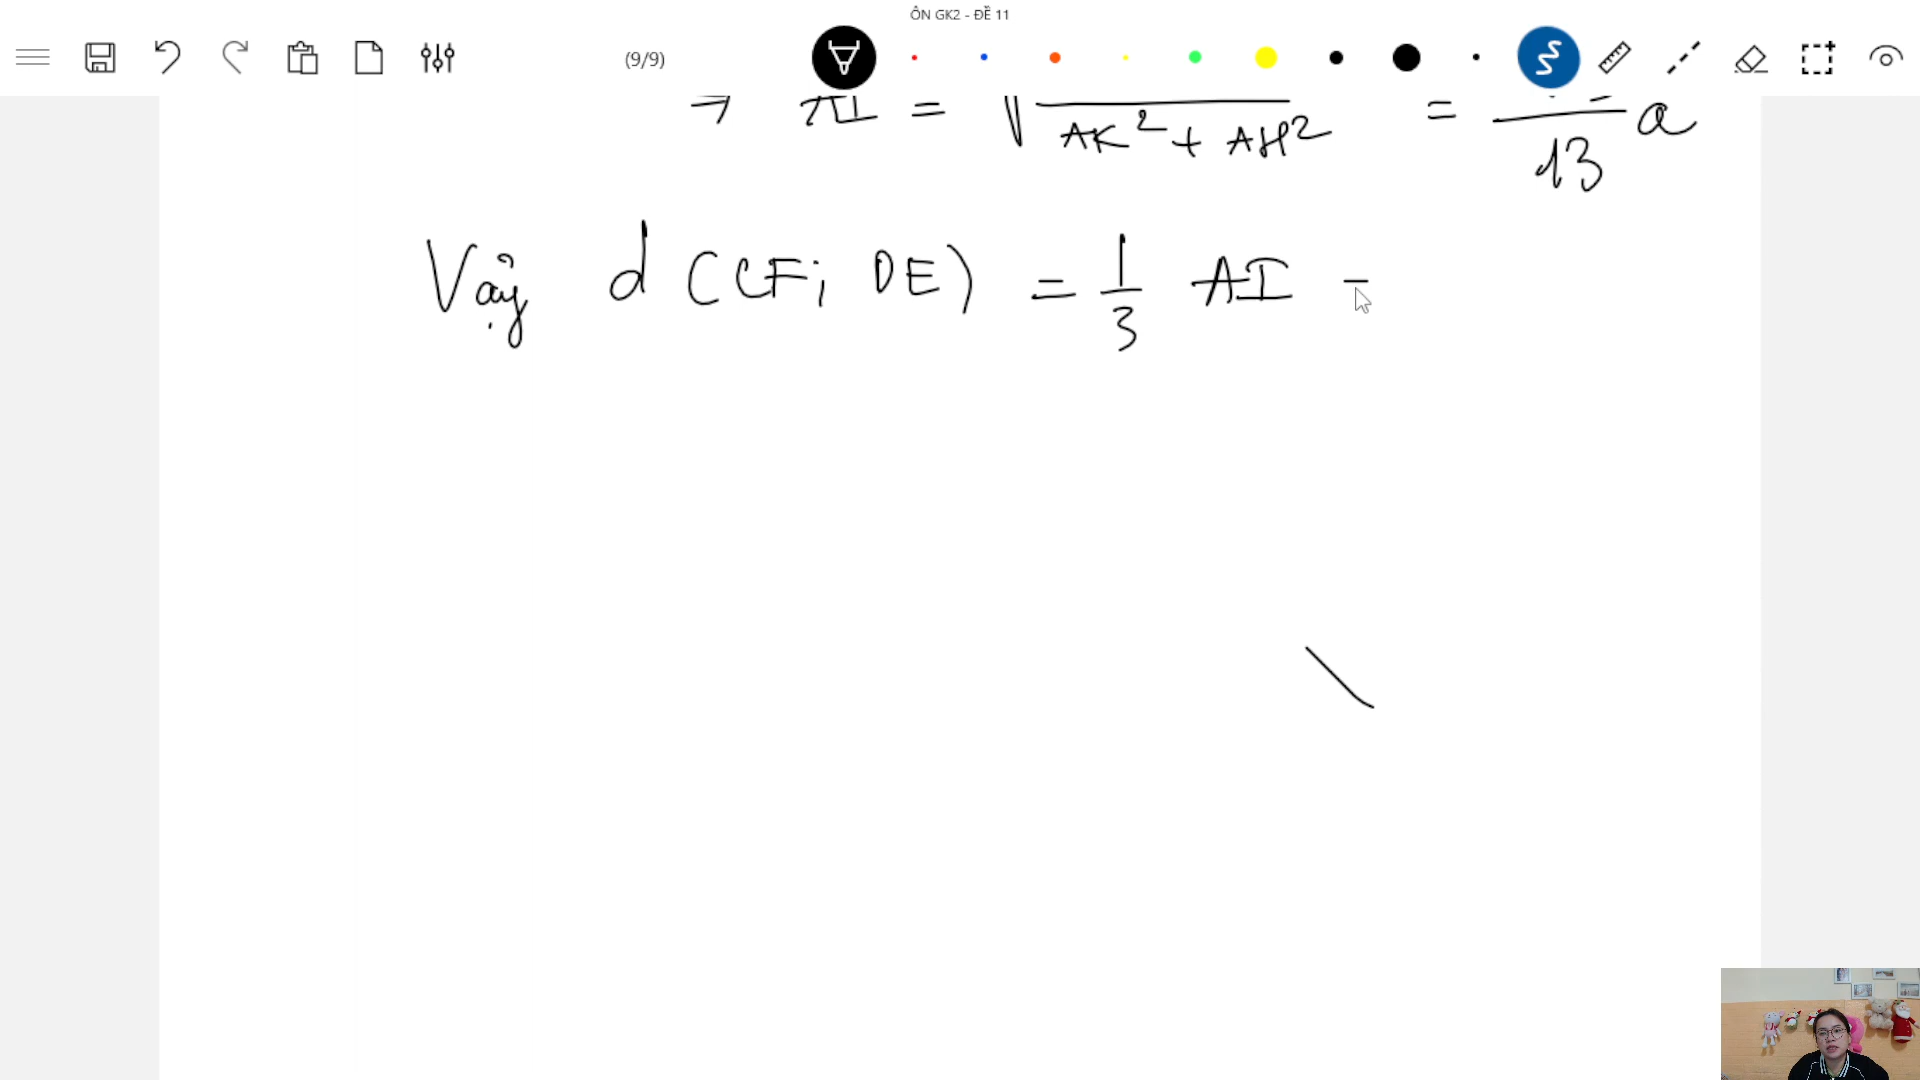 ÔN GK2 - ĐỀ 11
(9/9)
→ AI = √ AK² + AH² = 13 a
Vậy d (CF; DE) = 1/3 AI =